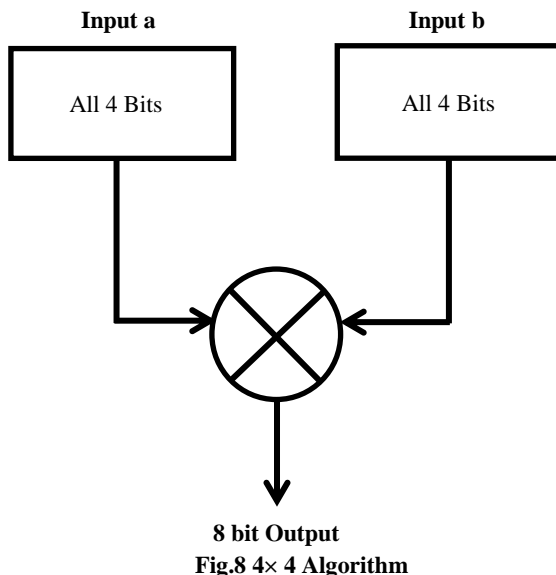 Input a
Input b
All 4 Bits
All 4 Bits
8 bit Output
Fig.8 4× 4 Algorithm